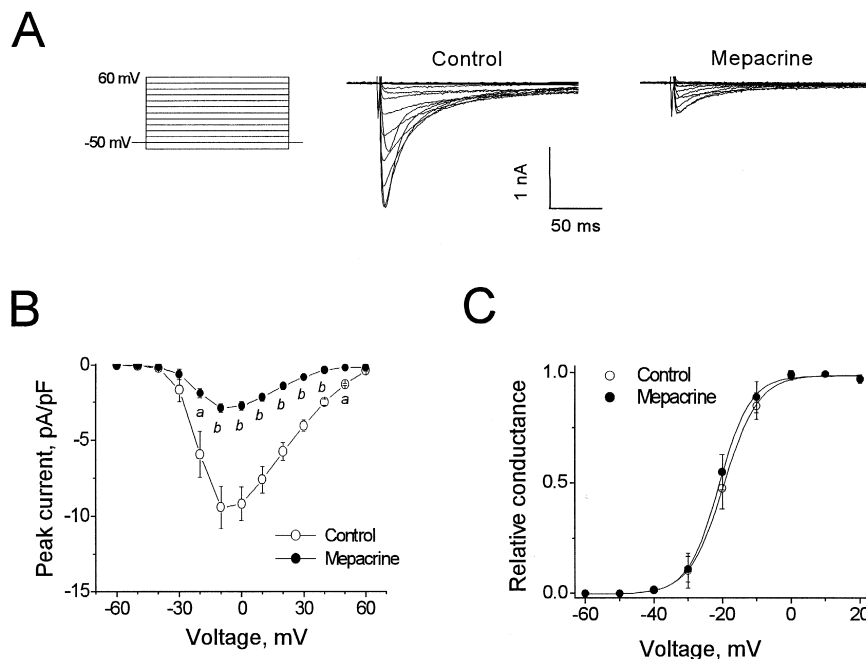 A
60 mV
-50 mV
Control
Mepacrine
1 nA
50 ms
B
Peak current, pA/pF
0
-5
-10
-15
a
b
b
b
b
b
a
Control
Mepacrine
-60
-30
0
30
60
Voltage, mV
C
Relative conductance
1.0
0.5
0.0
Control
Mepacrine
-60
-40
-20
0
20
Voltage, mV